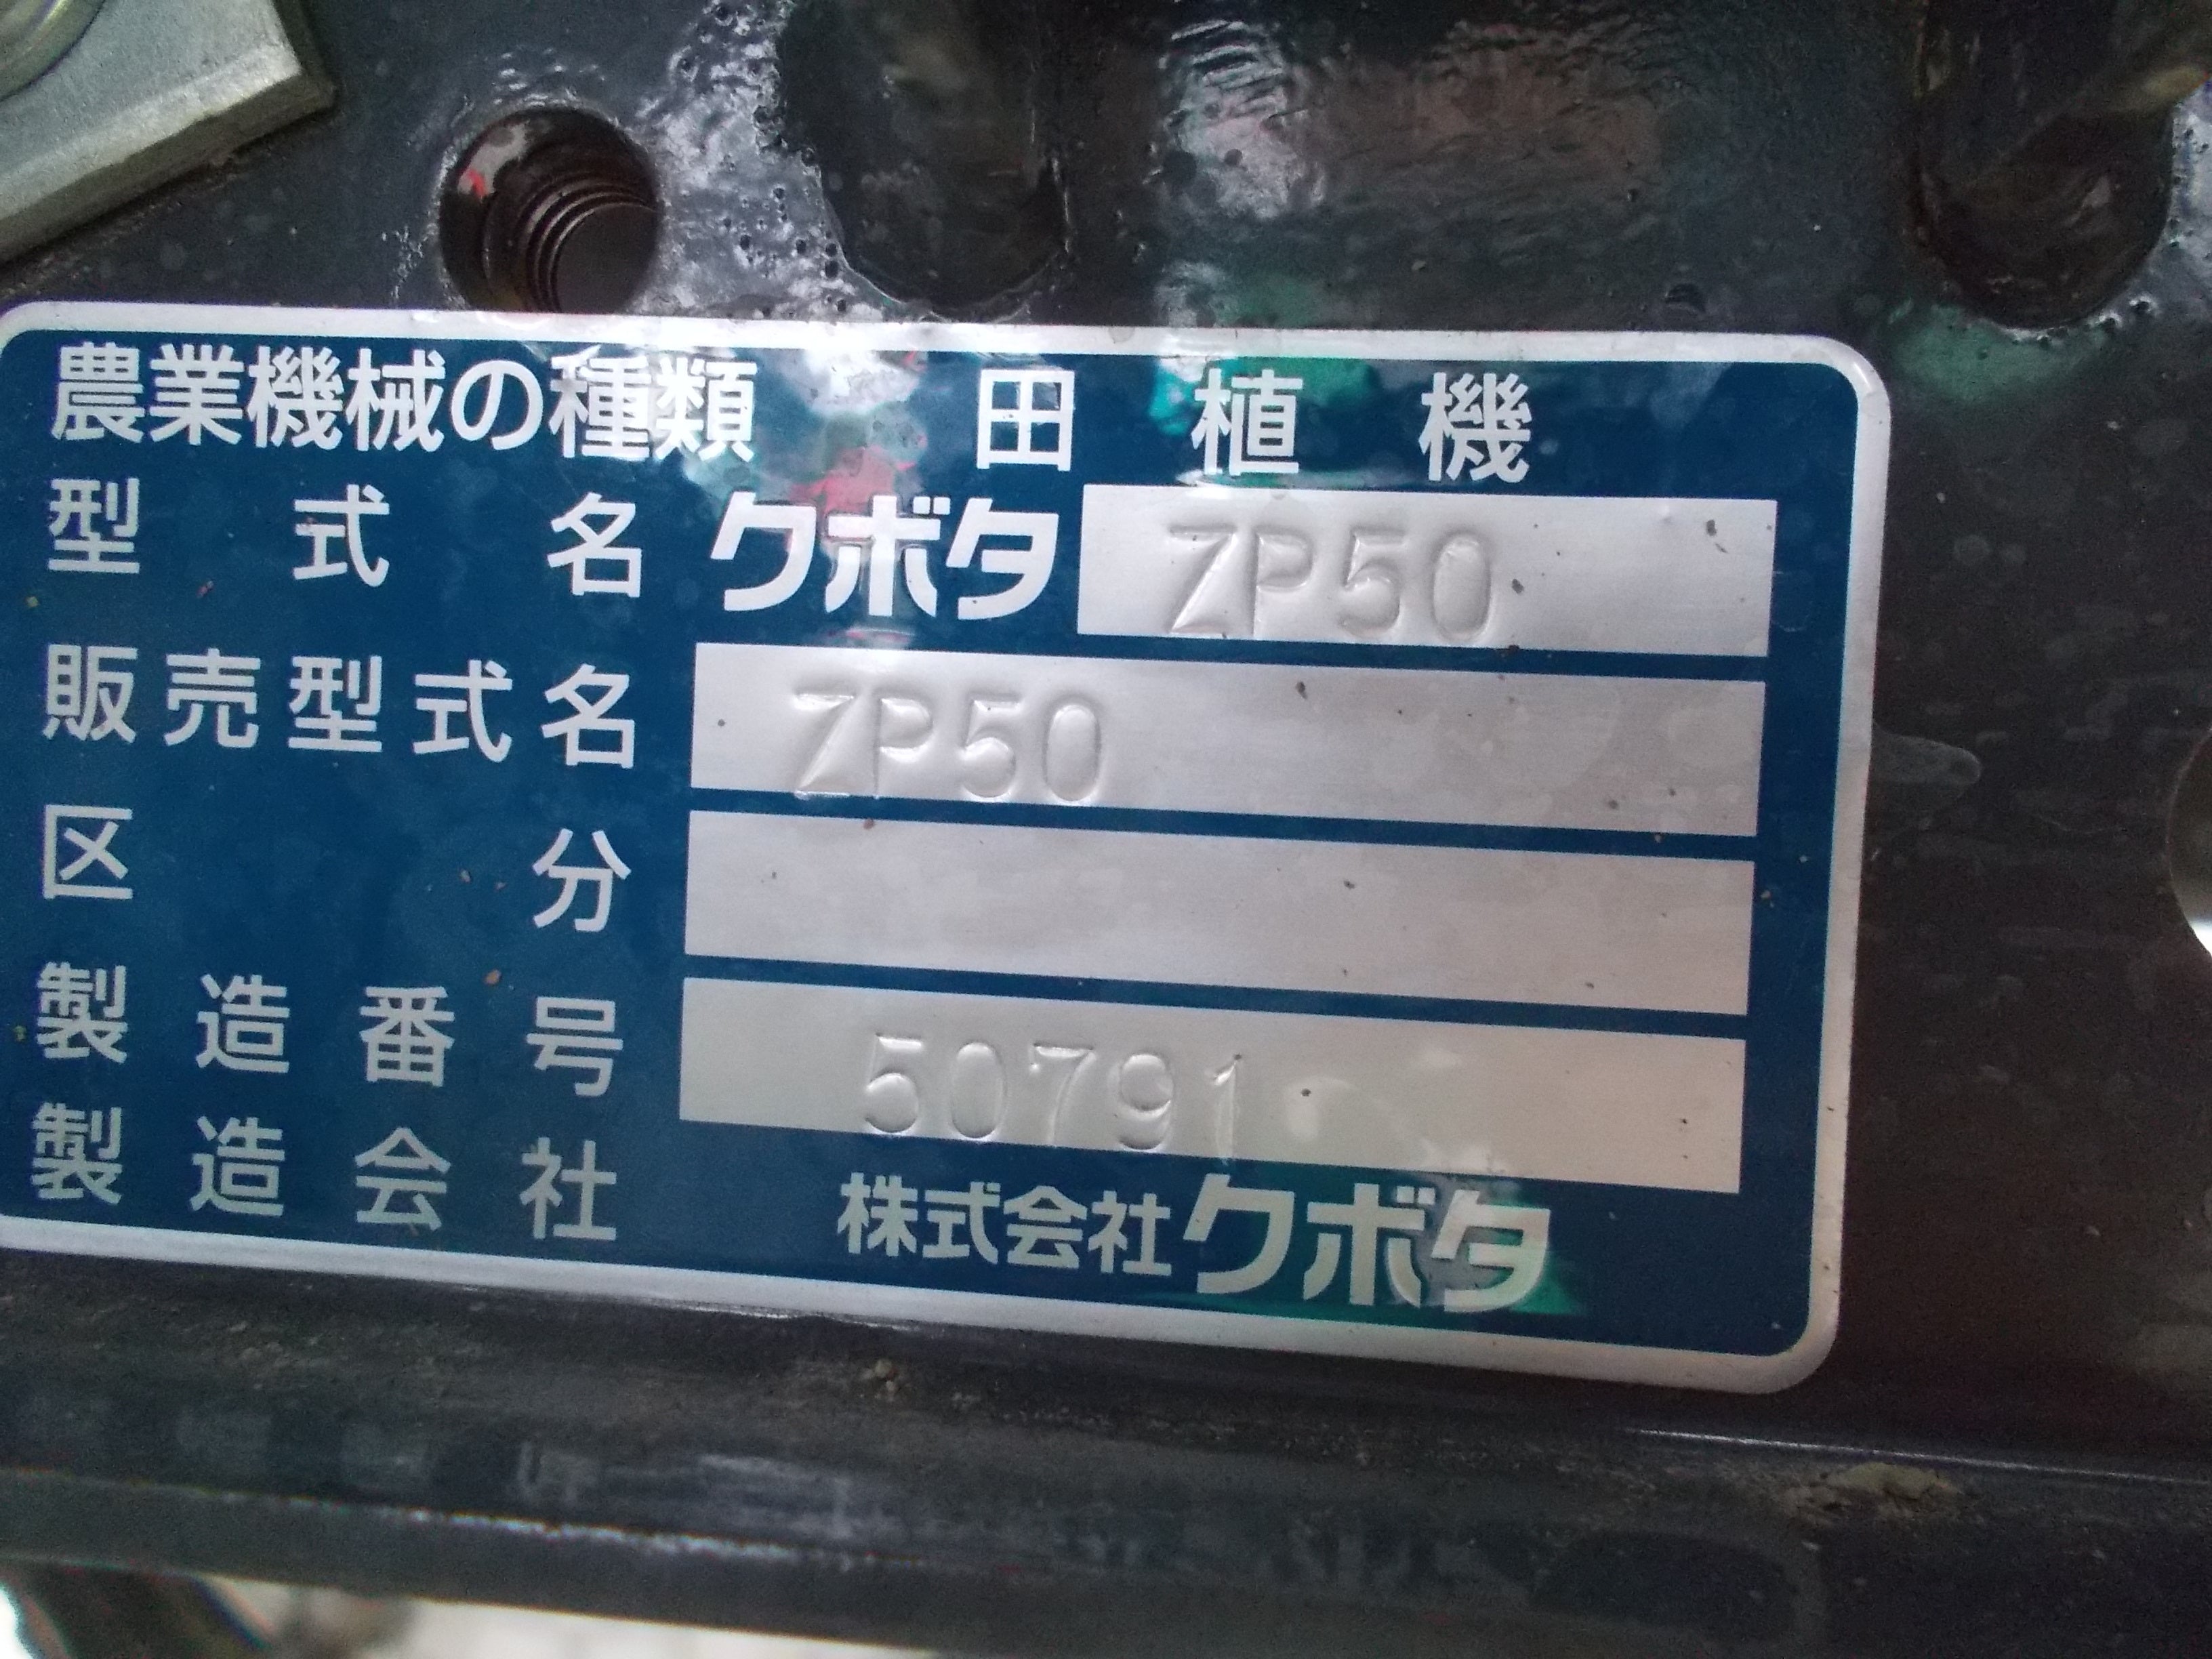 農業機械の種類 田植機
型式名 クボタ ZP50
販売型式名 ZP50
区分
製造番号 50791
製造会社 株式会社クボタ